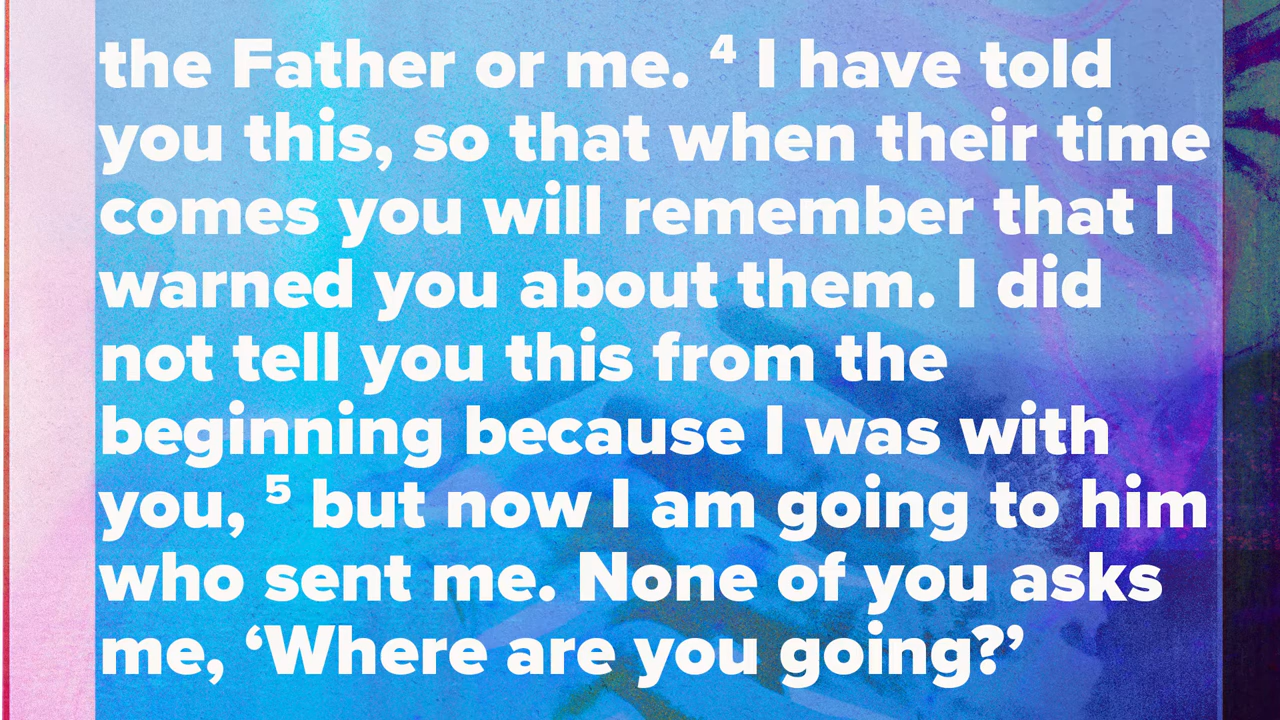 the Father or me. ⁴ I have told
you this, so that when their time
comes you will remember that I
warned you about them. I did
not tell you this from the
beginning because I was with
you, ⁵ but now I am going to him
who sent me. None of you asks
me, ‘Where are you going?’